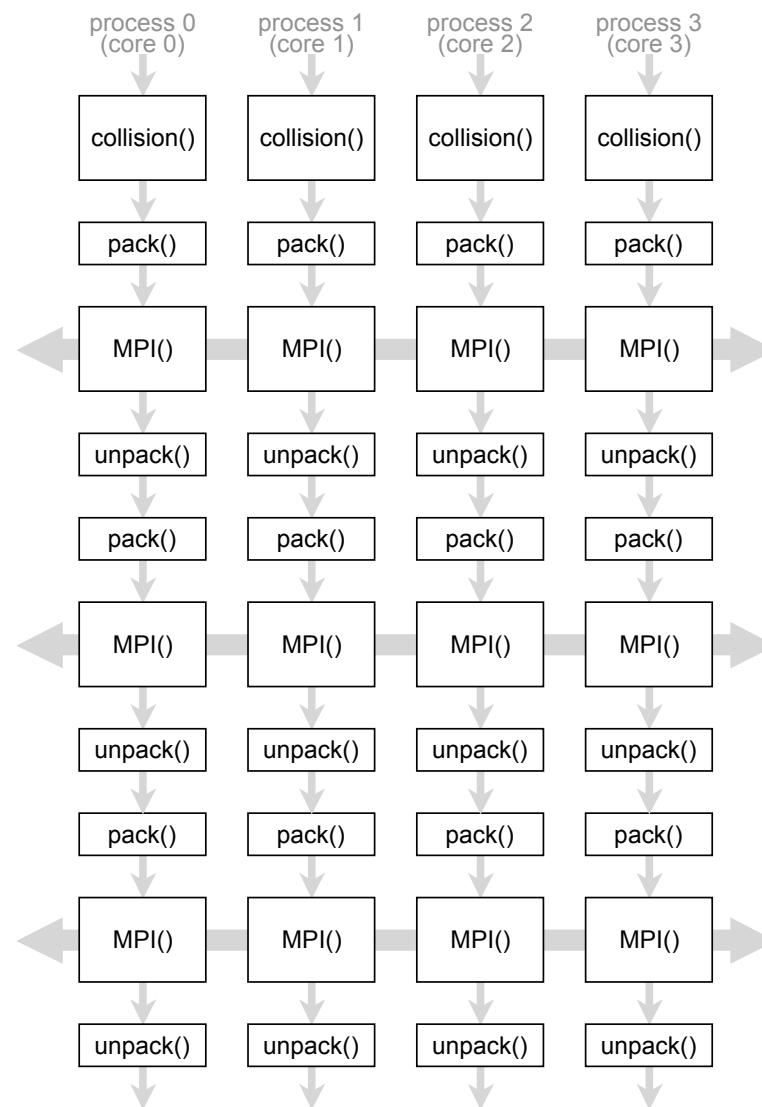 process 0 process 1 process 2 process 3
(core 0) (core 1) (core 2) (core 3)
collision() collision() collision() collision()
pack() pack() pack() pack()
MPI() MPI() MPI() MPI()
unpack() unpack() unpack() unpack()
pack() pack() pack() pack()
MPI() MPI() MPI() MPI()
unpack() unpack() unpack() unpack()
pack() pack() pack() pack()
MPI() MPI() MPI() MPI()
unpack() unpack() unpack() unpack()